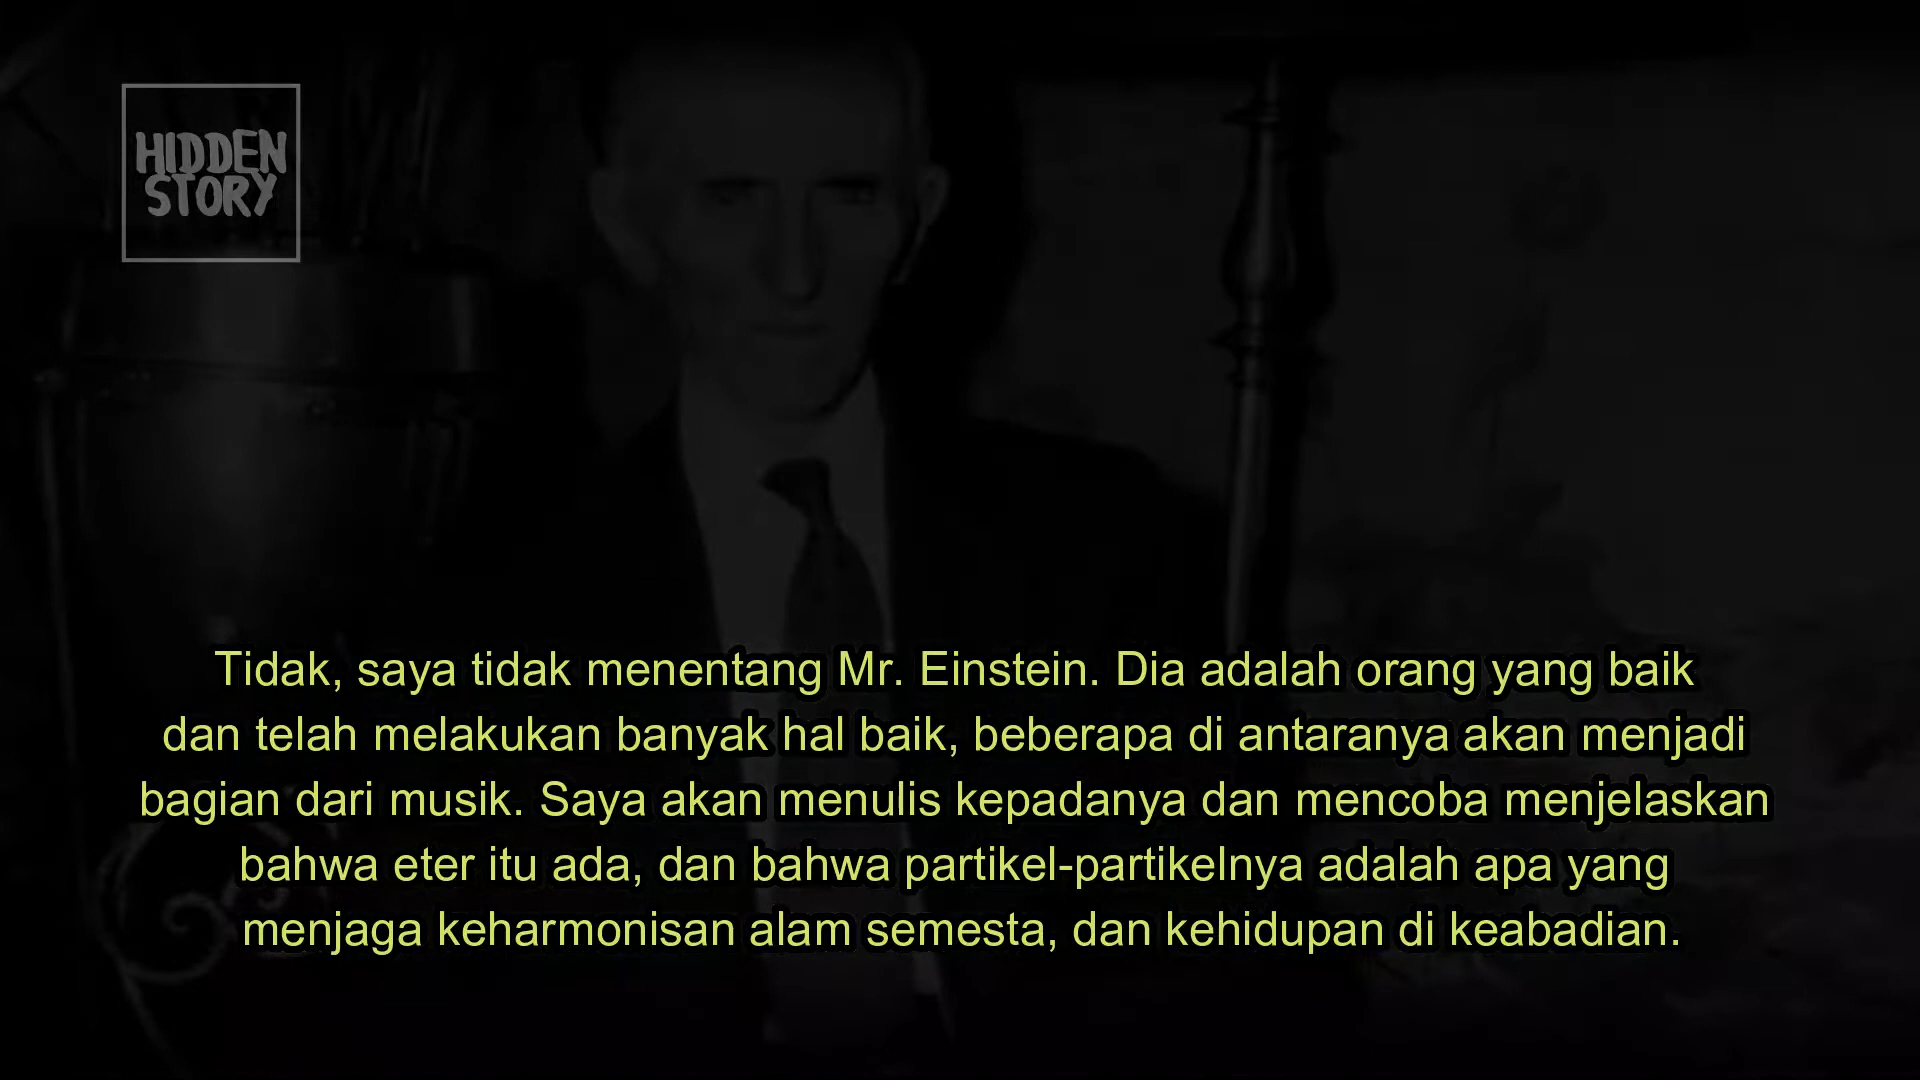 HIDDEN
STORY
Tidak, saya tidak menentang Mr. Einstein. Dia adalah orang yang baik
dan telah melakukan banyak hal baik, beberapa di antaranya akan menjadi
bagian dari musik. Saya akan menulis kepadanya dan mencoba menjelaskan
bahwa eter itu ada, dan bahwa partikel-partikelnya adalah apa yang
menjaga keharmonisan alam semesta, dan kehidupan di keabadian.